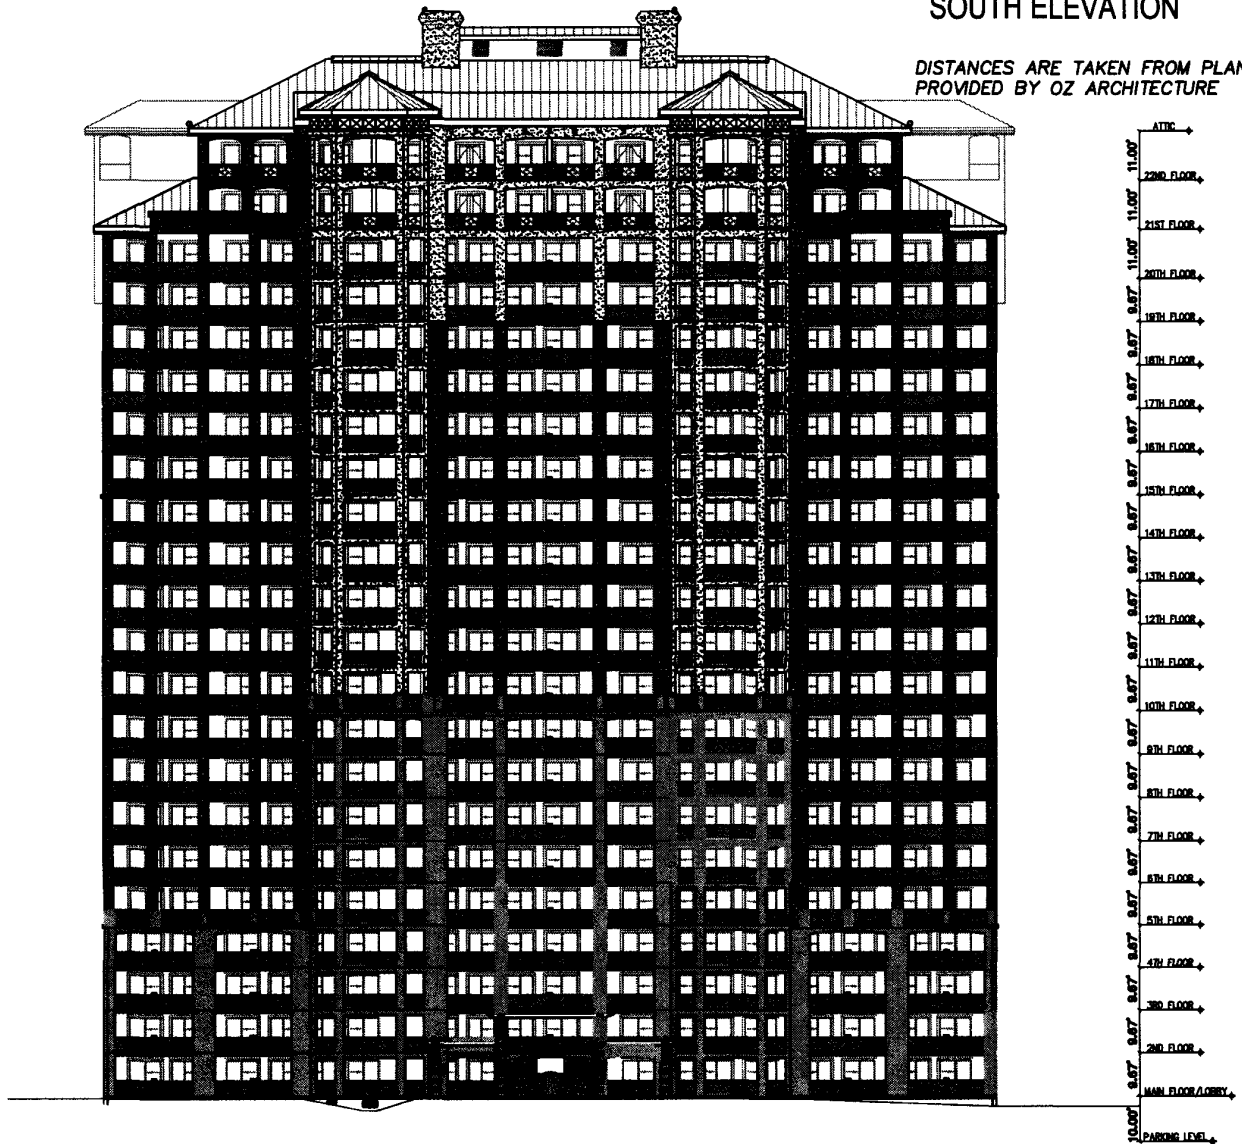 SOUTH ELEVATION
DISTANCES ARE TAKEN FROM PLAN
PROVIDED BY OZ ARCHITECTURE
ATTIC
11.00'
22ND FLOOR
11.00'
21ST FLOOR
11.00'
20TH FLOOR
9.67'
19TH FLOOR
9.67'
18TH FLOOR
9.67'
17TH FLOOR
9.67'
16TH FLOOR
9.67'
15TH FLOOR
9.67'
14TH FLOOR
9.67'
13TH FLOOR
9.67'
12TH FLOOR
9.67'
11TH FLOOR
9.67'
10TH FLOOR
9.67'
9TH FLOOR
9.67'
8TH FLOOR
9.67'
7TH FLOOR
9.67'
6TH FLOOR
9.67'
5TH FLOOR
9.67'
4TH FLOOR
9.67'
3RD FLOOR
9.67'
2ND FLOOR
9.67'
MAIN FLOOR/LOBBY
10.00'
PARKING LEVEL